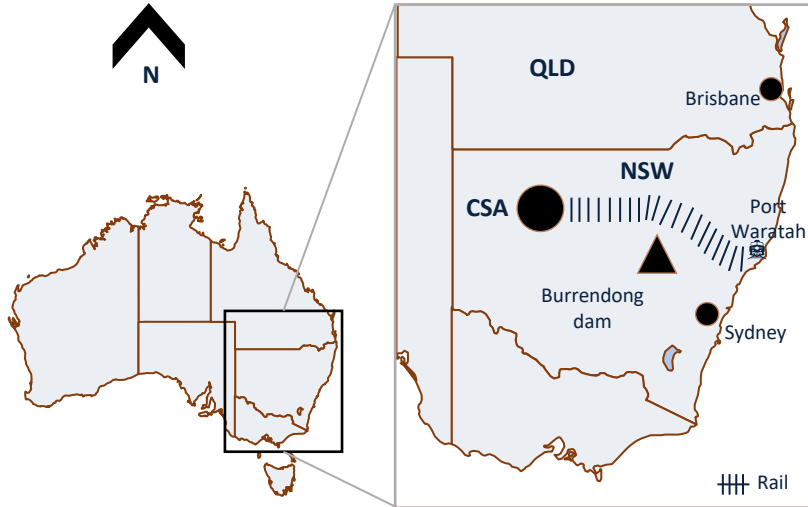 N
QLD
Brisbane
NSW
CSA
Port
Waratah
Burrendong
dam
Sydney
Rail